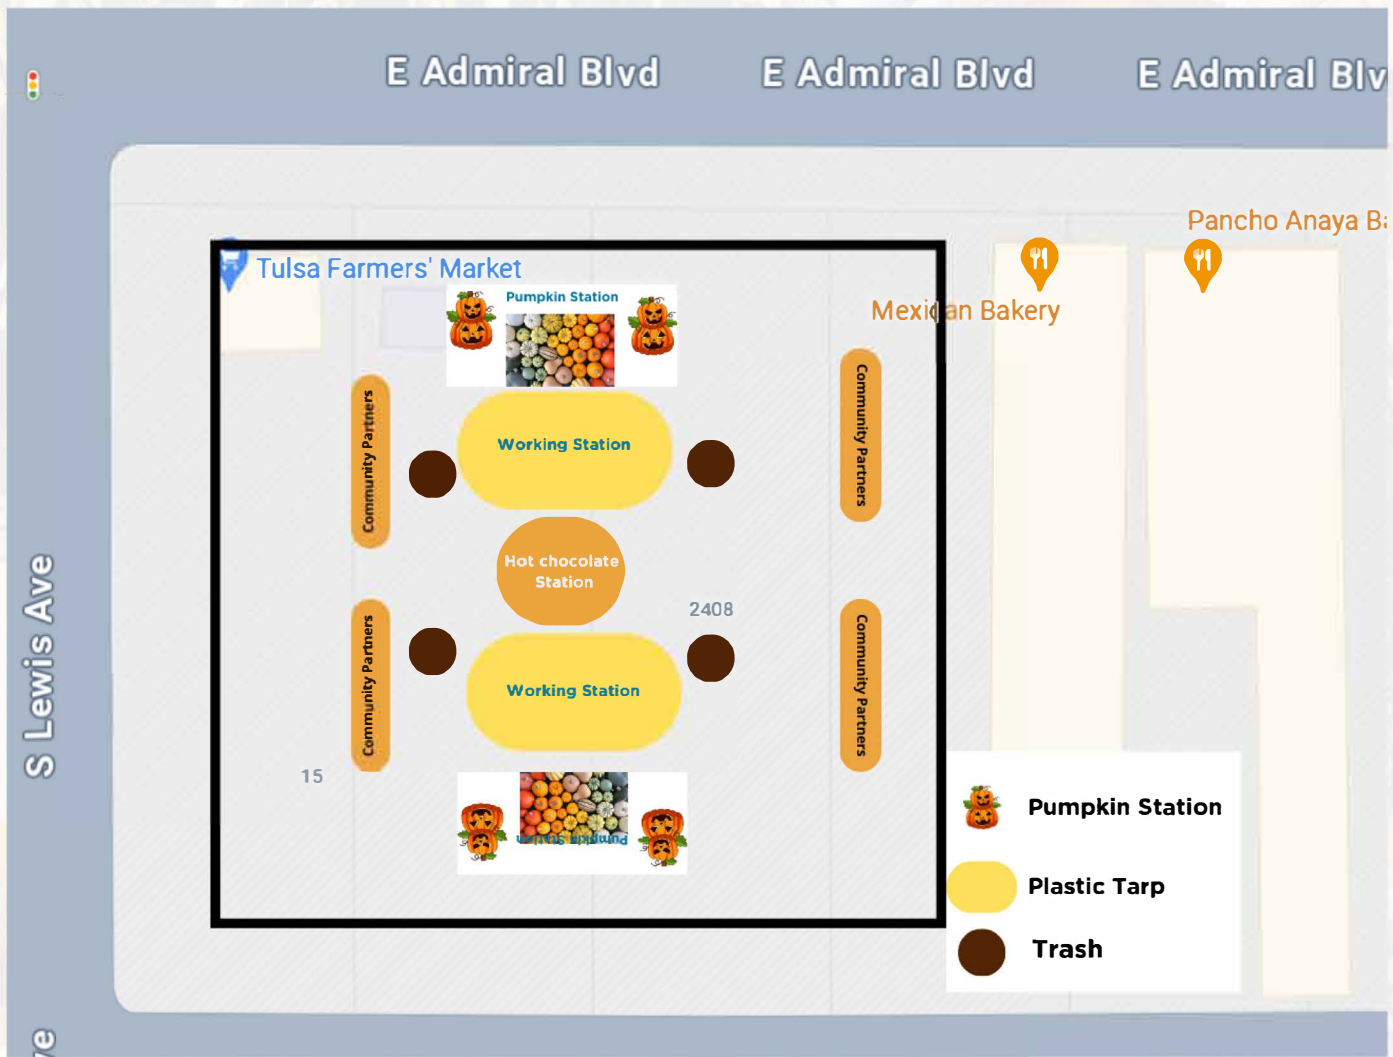 E Admiral Blvd
E Admiral Blvd
E Admiral Blv
Pancho Anaya Ba
Tulsa Farmers' Market
Pumpkin Station
Mexican Bakery
Community Partners
Community Partners
Working Station
Hot chocolate
Station
2408
S Lewis Ave
Community Partners
Community Partners
Working Station
15
Pumpkin Station
Pumpkin Station
Plastic Tarp
Trash
ve